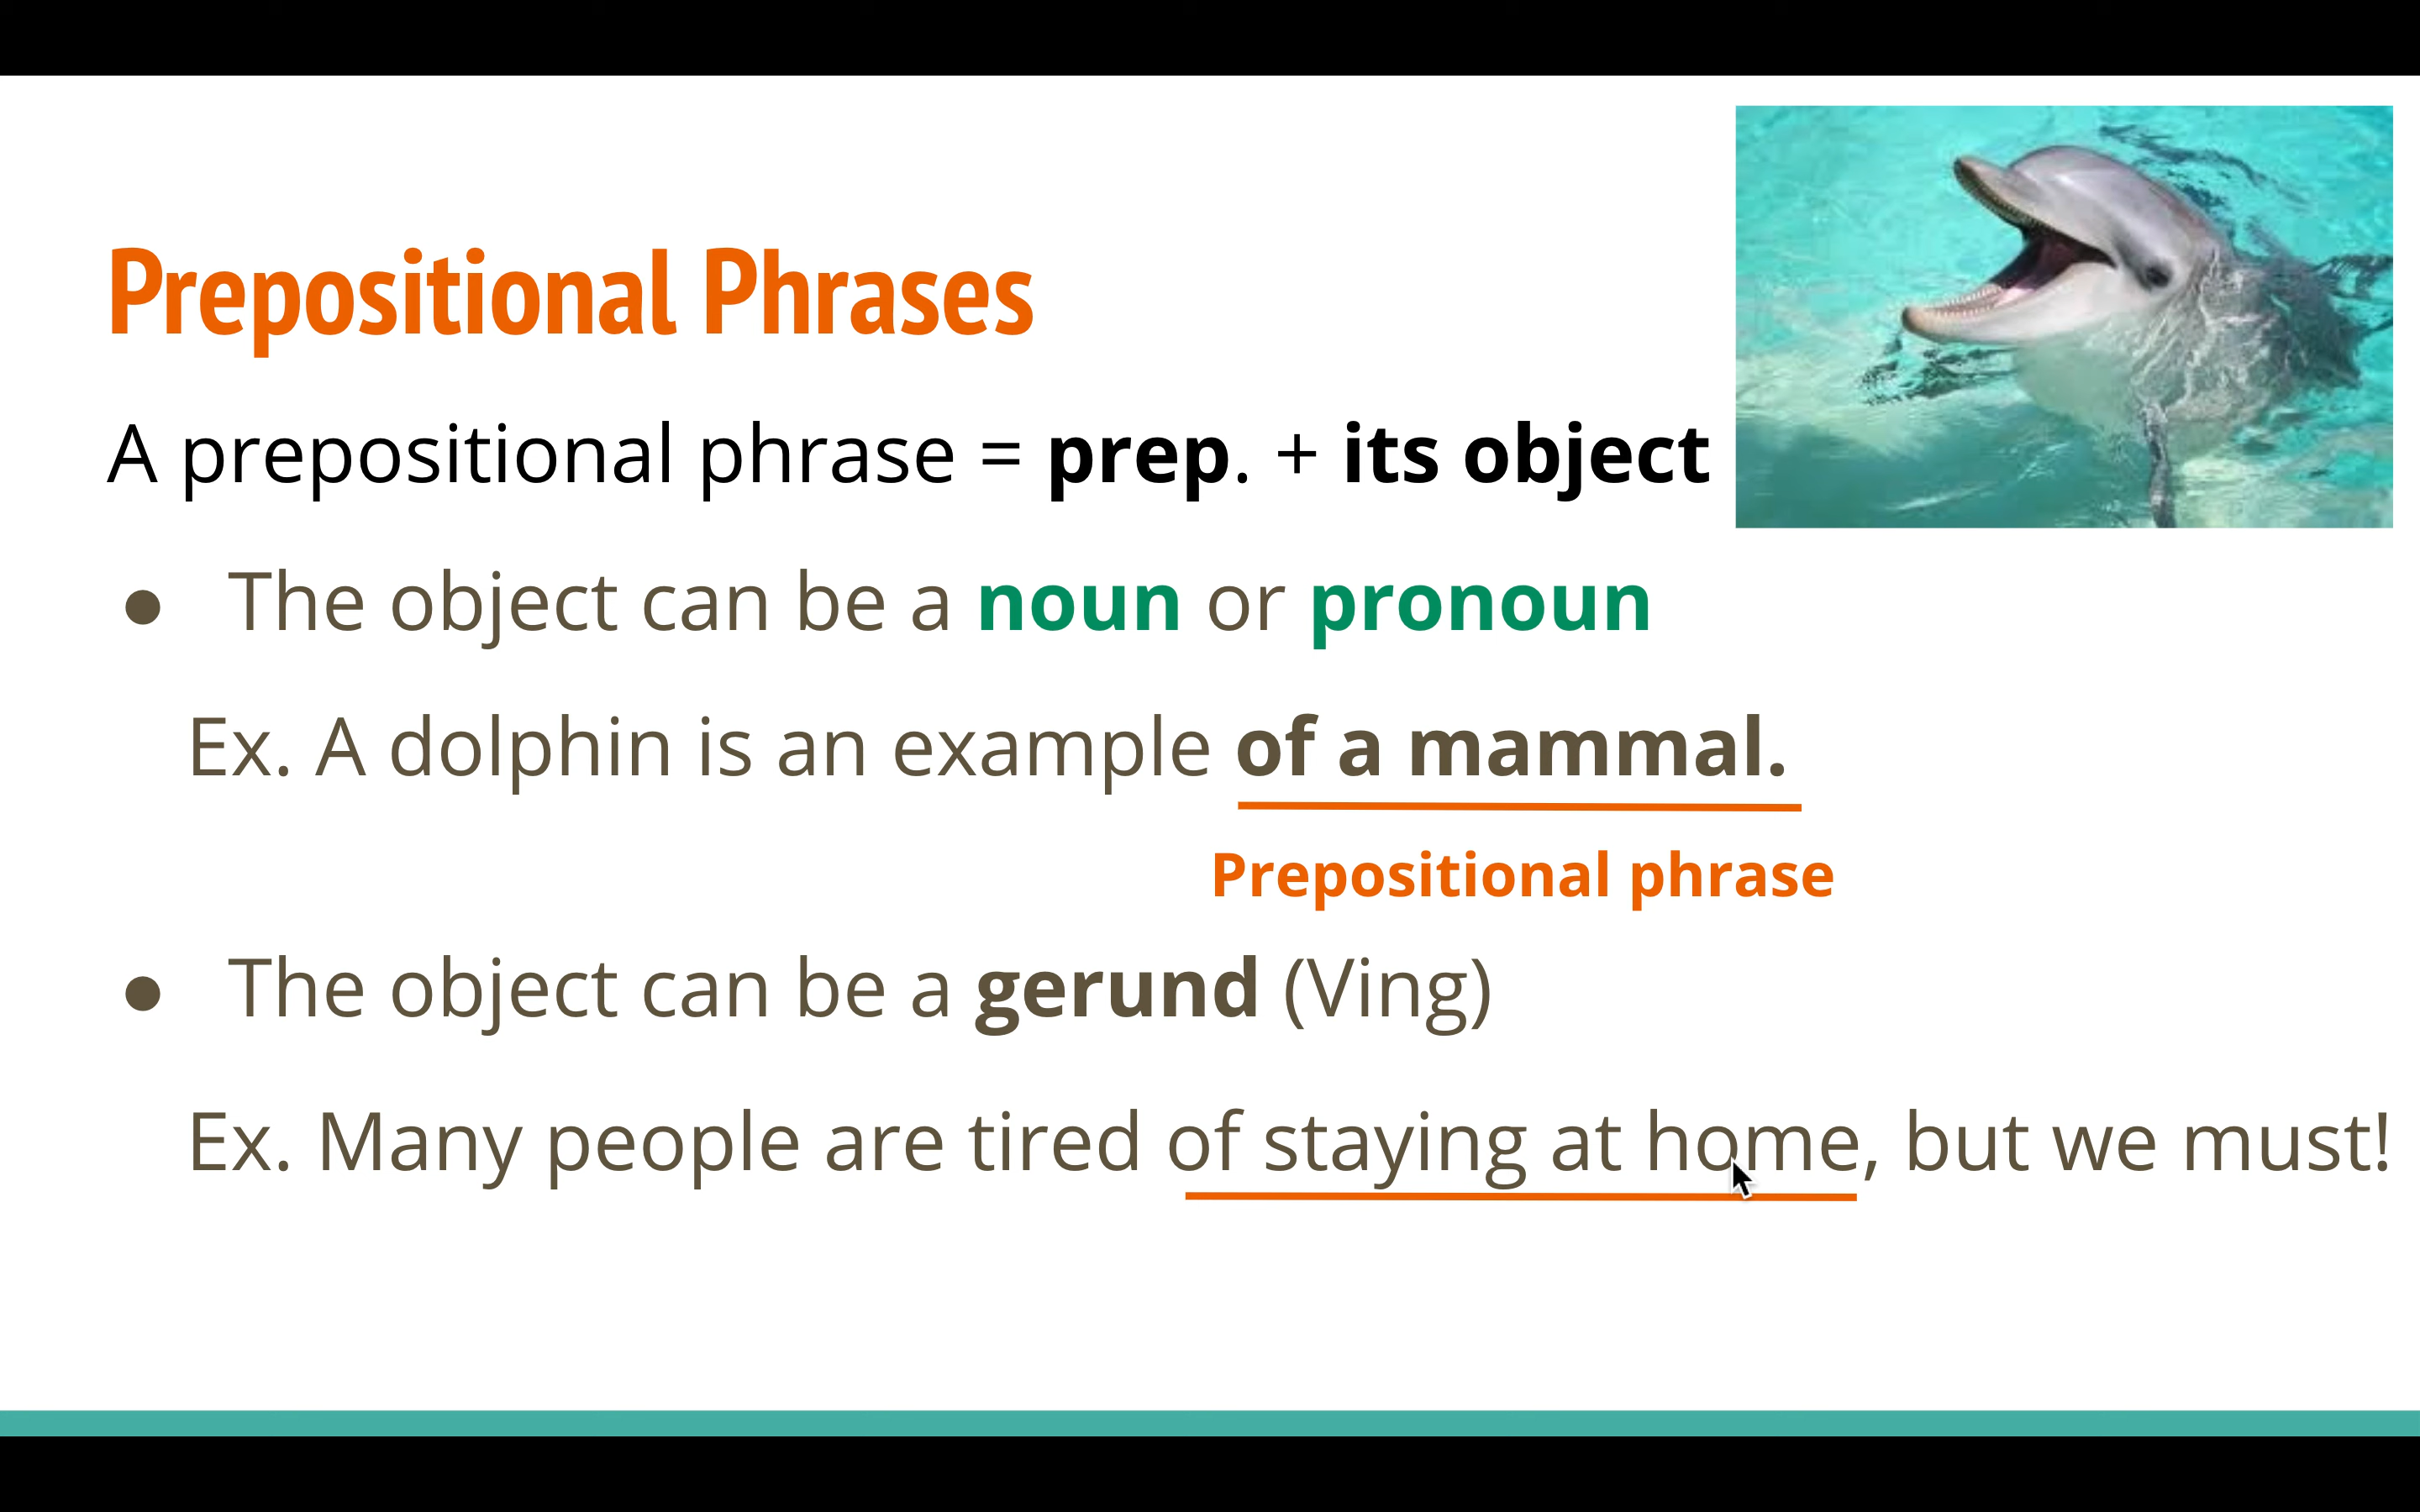 Prepositional Phrases
A prepositional phrase = prep. + its object
● The object can be a noun or pronoun
Ex. A dolphin is an example of a mammal.
Prepositional phrase
● The object can be a gerund (Ving)
Ex. Many people are tired of staying at home, but we must!